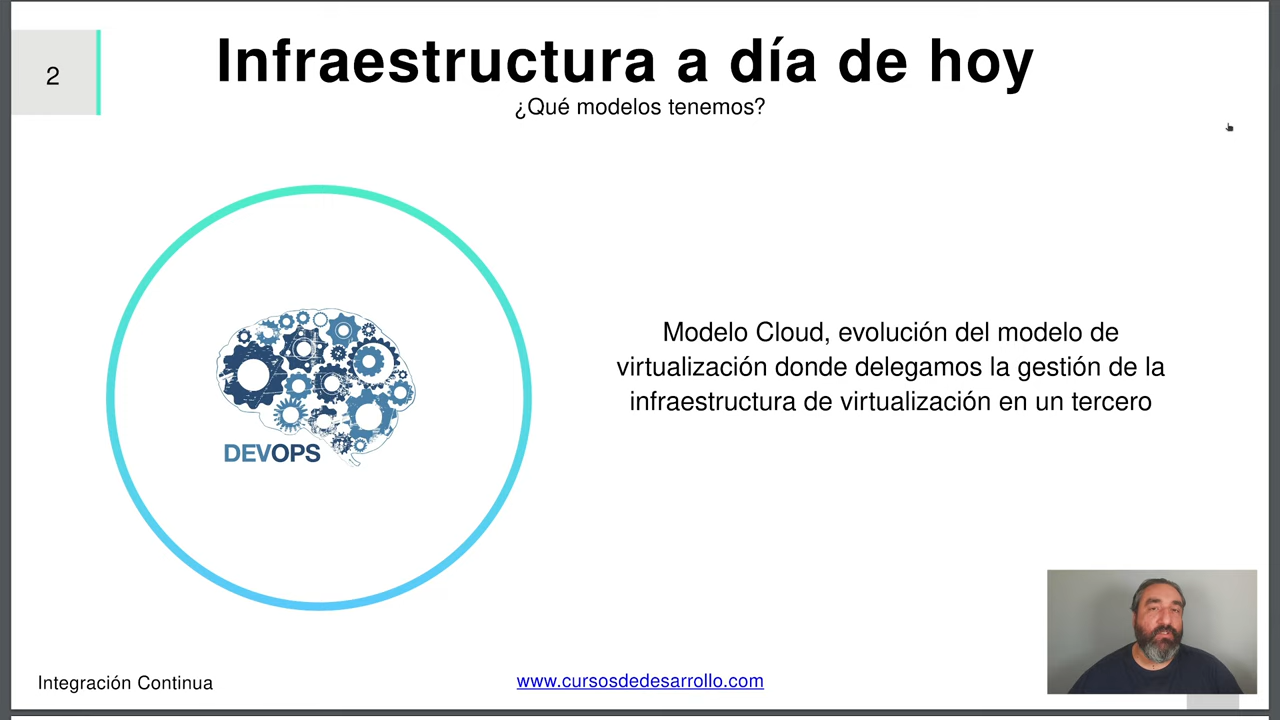 2
Infraestructura a día de hoy
¿Qué modelos tenemos?
DEVOPS
Modelo Cloud, evolución del modelo de
virtualización donde delegamos la gestión de la
infraestructura de virtualización en un tercero
Integración Continua
www.cursosdedesarrollo.com